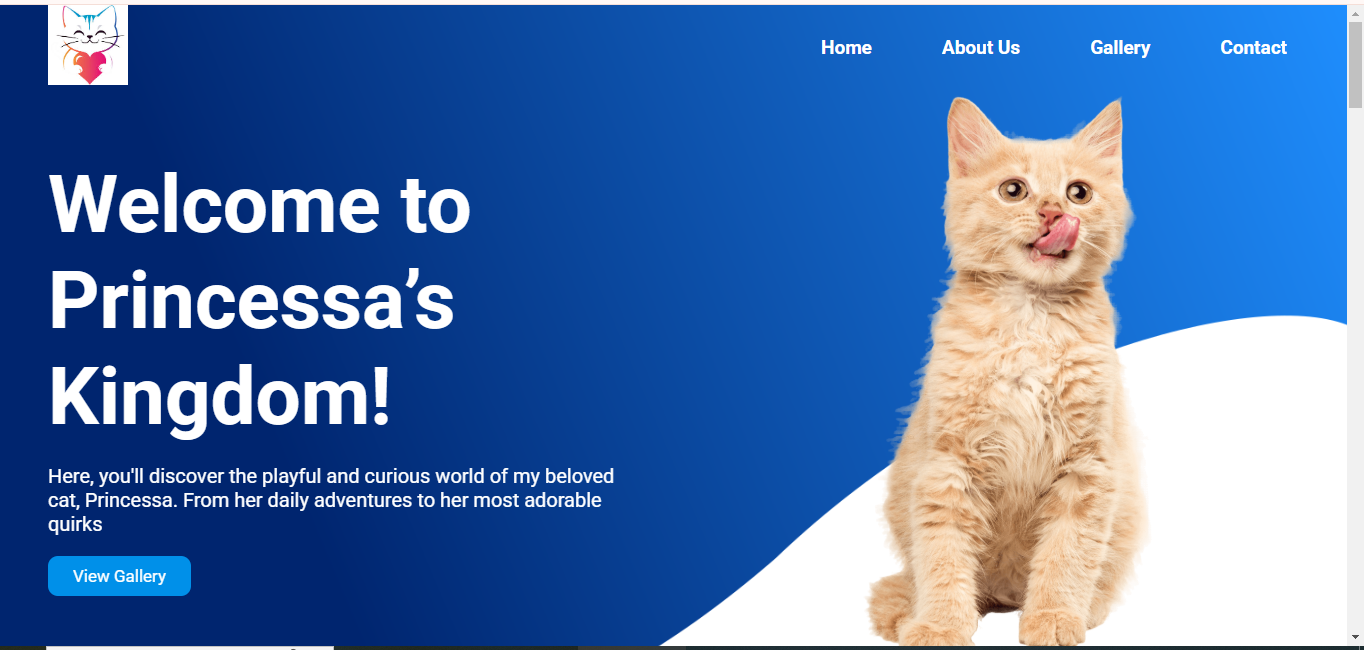 Home About Us Gallery Contact
Welcome to
Princessa’s
Kingdom!
Here, you'll discover the playful and curious world of my beloved
cat, Princessa. From her daily adventures to her most adorable
quirks
View Gallery